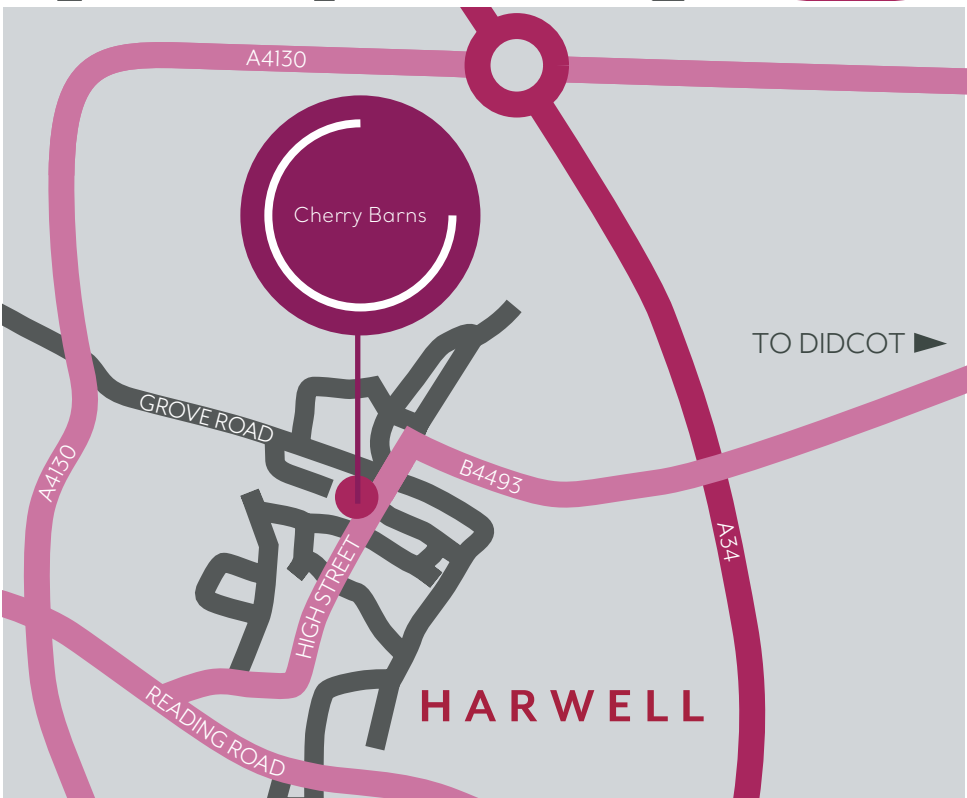 A4130
Cherry Barns
TO DIDCOT
GROVE ROAD
A4130
B4493
A34
HIGH STREET
HARWELL
READING ROAD